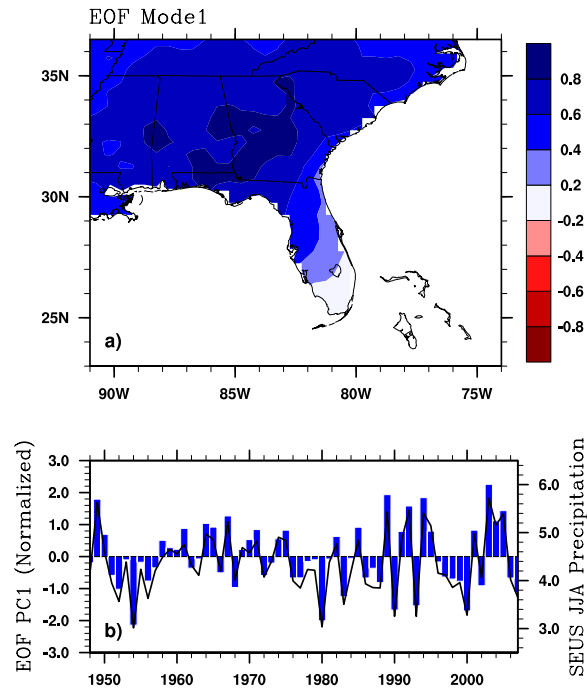 EOF Mode1
35N
30N
25N
a)
90W
85W
80W
75W
0.8
0.6
0.4
0.2
-0.2
-0.4
-0.6
-0.8
EOF PC1 (Normalized)
3.0
2.0
1.0
0.0
-1.0
-2.0
-3.0
b)
1950
1960
1970
1980
1990
2000
6.0
5.0
4.0
3.0
SEUS JJA Precipitation